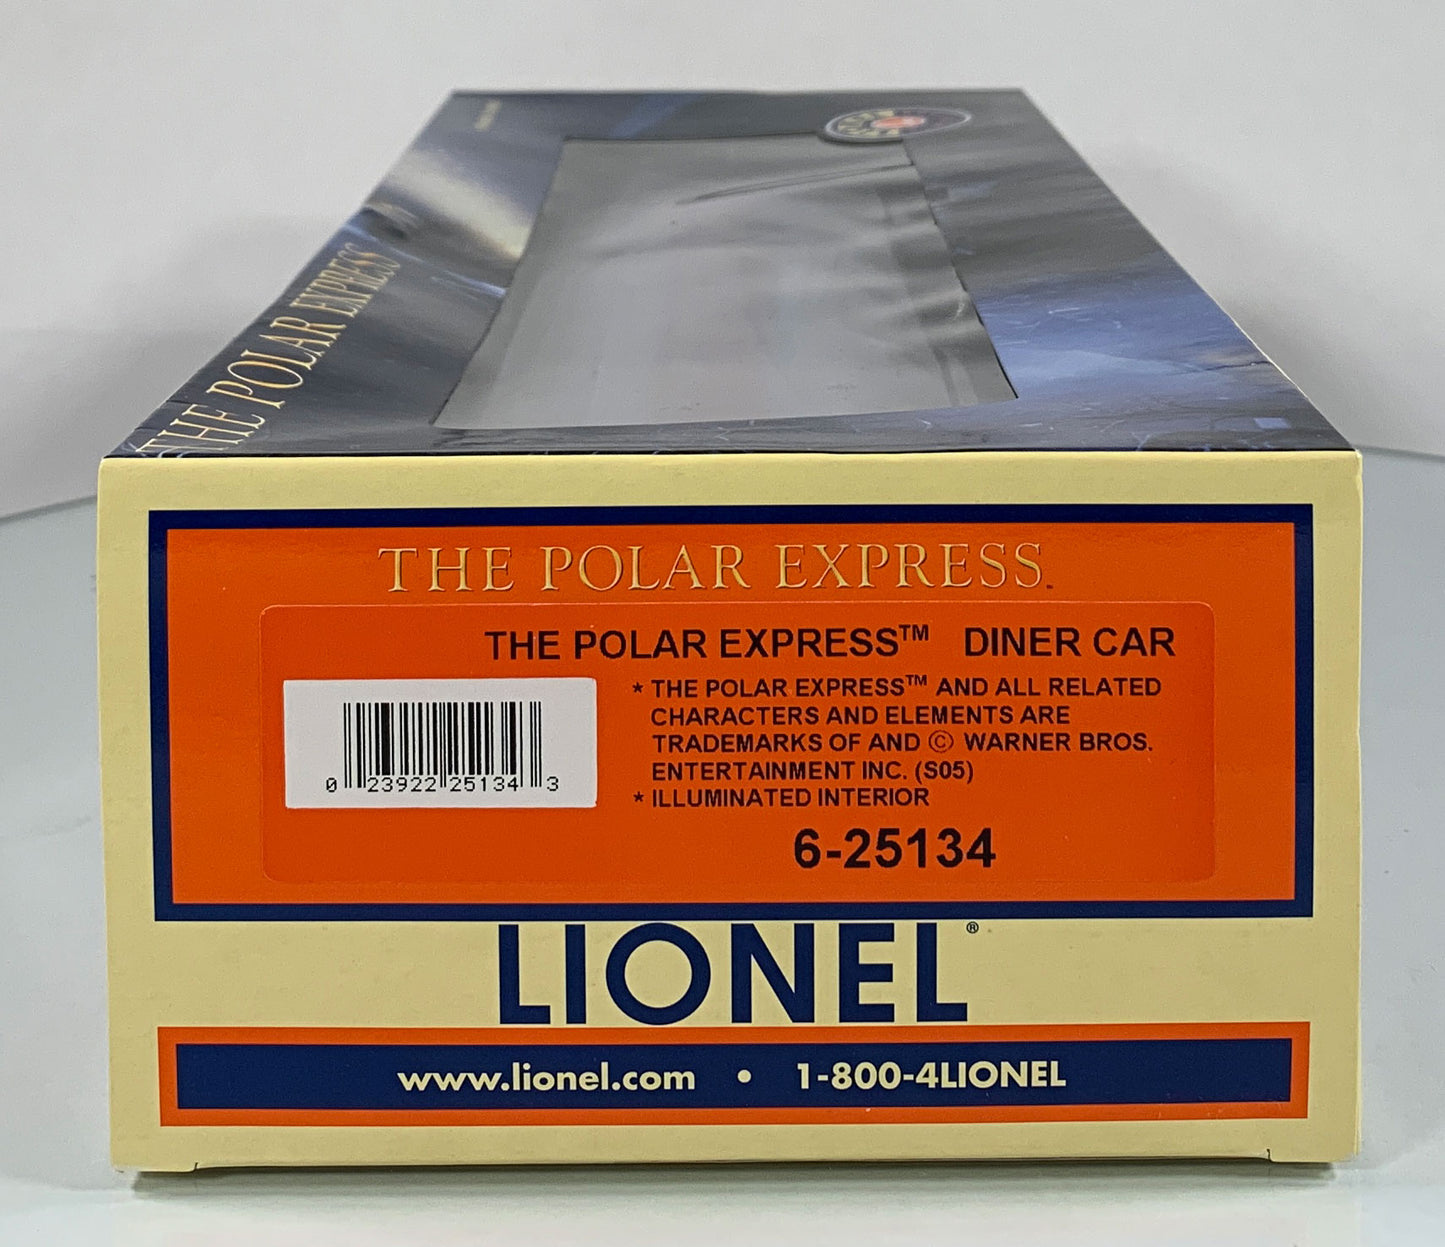 THE POLAR EXPRESS
THE POLAR EXPRESS
THE POLAR EXPRESS™ DINER CAR
* THE POLAR EXPRESS™ AND ALL RELATED
CHARACTERS AND ELEMENTS ARE
TRADEMARKS OF AND © WARNER BROS.
ENTERTAINMENT INC. (S05)
* ILLUMINATED INTERIOR
0 23922 25134 3
6-25134
LIONEL®
www.lionel.com • 1-800-4LIONEL